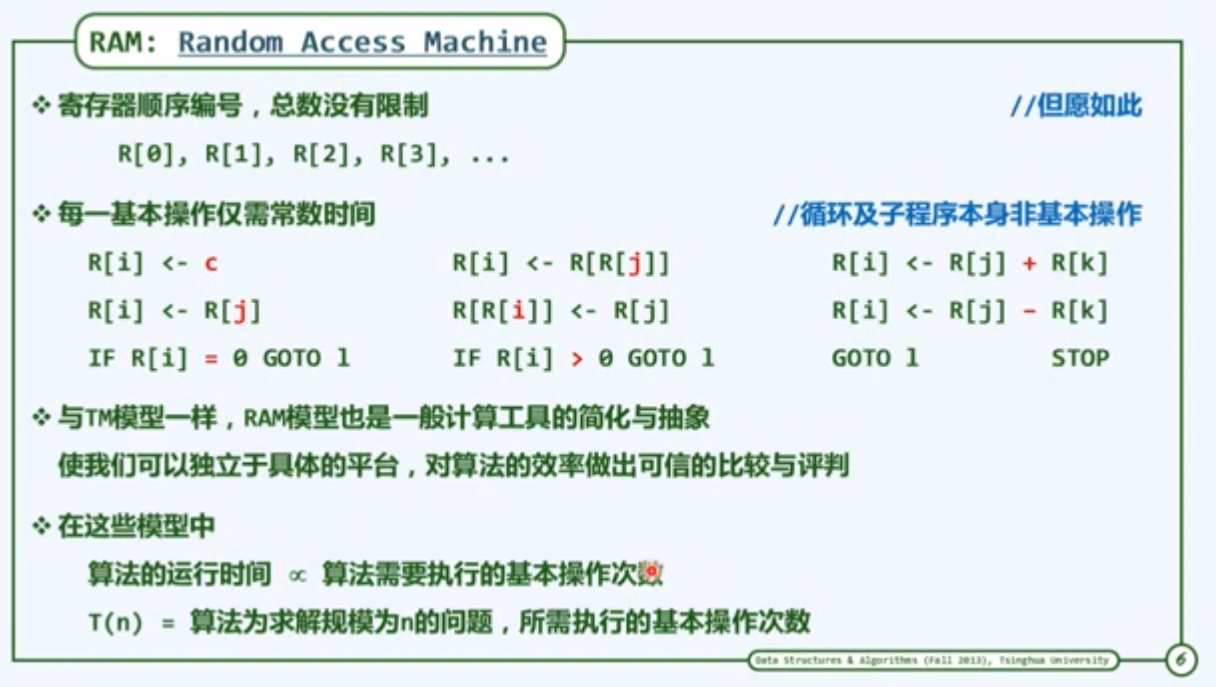 RAM: Random Access Machine
❖ 寄存器顺序编号，总数没有限制 //但愿如此
R[0], R[1], R[2], R[3], ...
❖ 每一基本操作仅需常数时间 //循环及子程序本身非基本操作
R[i] <- c R[i] <- R[R[j]] R[i] <- R[j] + R[k]
R[i] <- R[j] R[R[i]] <- R[j] R[i] <- R[j] - R[k]
IF R[i] = 0 GOTO l IF R[i] > 0 GOTO l GOTO l STOP
❖ 与TM模型一样，RAM模型也是一般计算工具的简化与抽象
使我们可以独立于具体的平台，对算法的效率做出可信的比较与评判
❖ 在这些模型中
算法的运行时间 ∝ 算法需要执行的基本操作次数
T(n) = 算法为求解规模为n的问题，所需执行的基本操作次数
Data Structures & Algorithms (Fall 2013), Tsinghua University 6